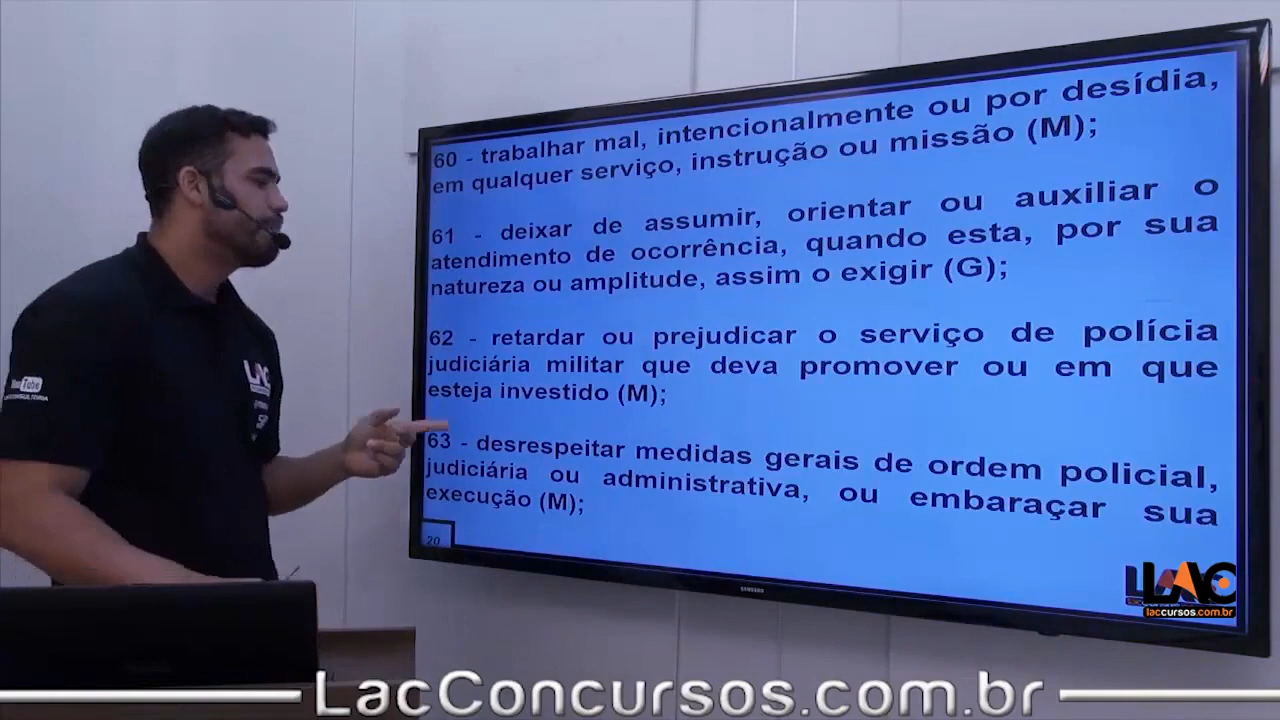 60 - trabalhar mal, intencionalmente ou por desídia,
em qualquer serviço, instrução ou missão (M);
61 - deixar de assumir, orientar ou auxiliar o
atendimento de ocorrência, quando esta, por sua
natureza ou amplitude, assim o exigir (G);
62 - retardar ou prejudicar o serviço de polícia
judiciária militar que deva promover ou em que
esteja investido (M);
63 - desrespeitar medidas gerais de ordem policial,
judiciária ou administrativa, ou embaraçar sua
execução (M);
20
LAC
laccursos.com.br
SAMSUNG
LAC
Tube
LacConcursos.com.br